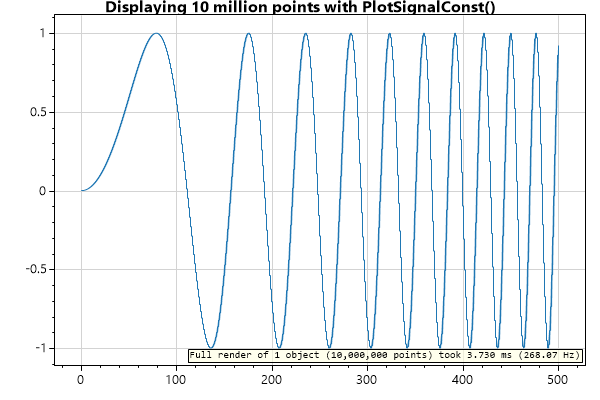 Displaying 10 million points with PlotSignalConst()
1
0.5
0
-0.5
-1
Full render of 1 object (10,000,000 points) took 3.730 ms (268.07 Hz)
0 100 200 300 400 500